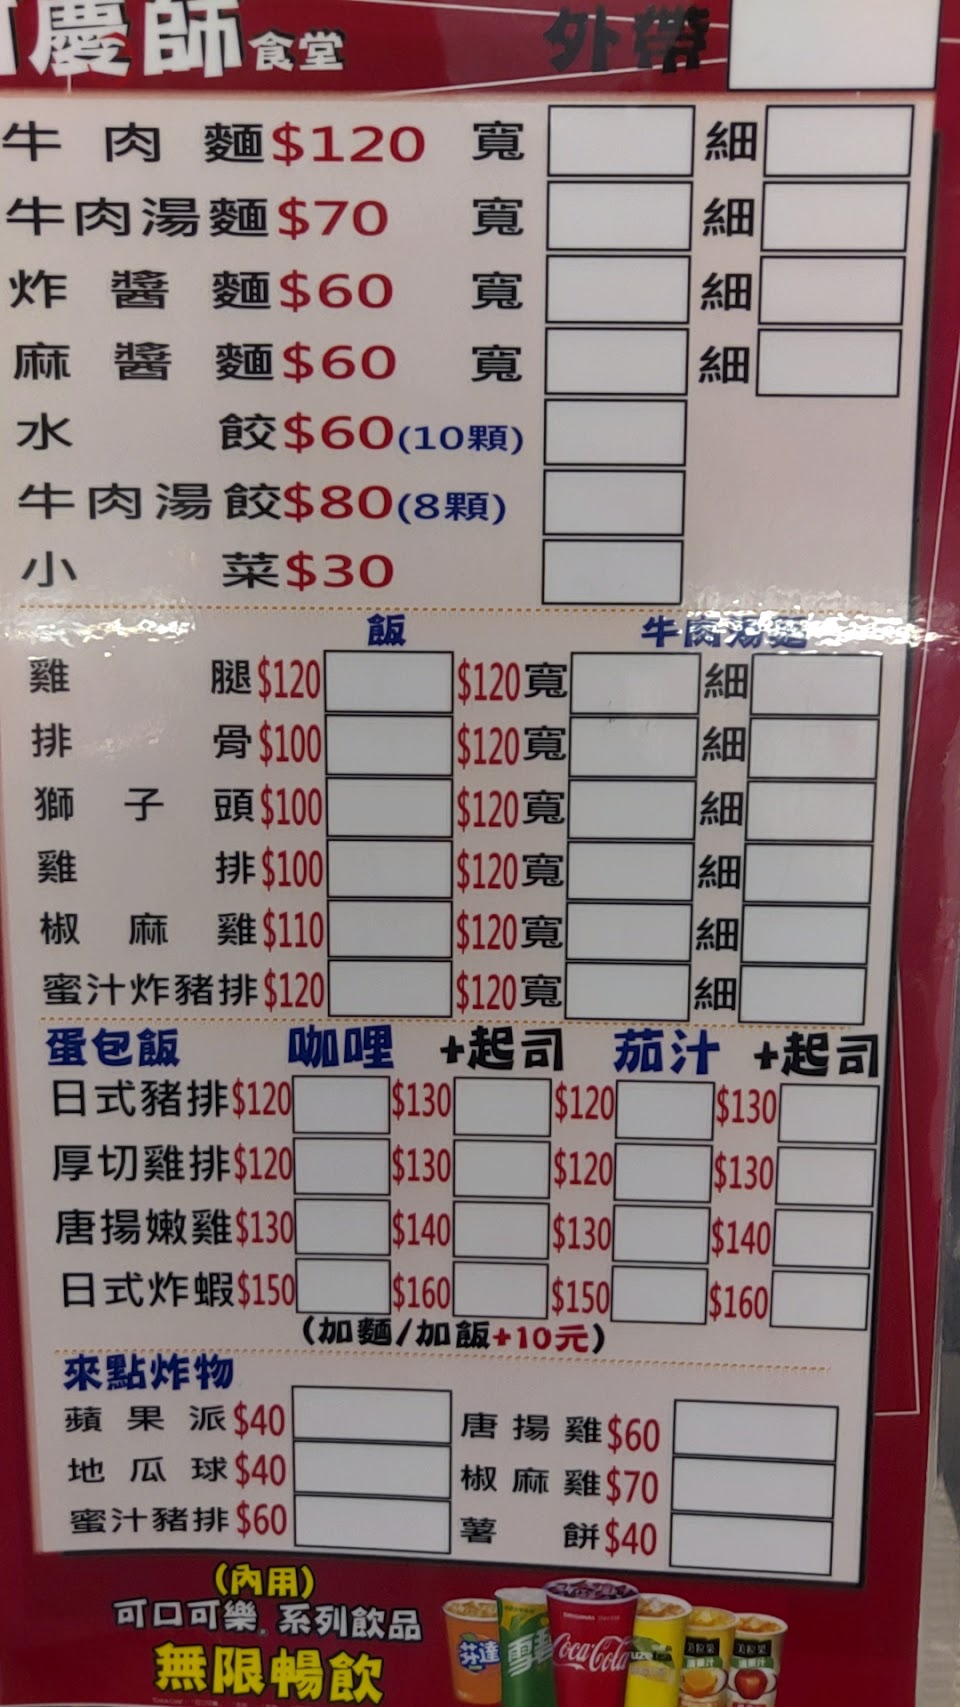 慶師食堂 外帶
牛肉麵$120 寬 細
牛肉湯麵$70 寬 細
炸醬麵$60 寬 細
麻醬麵$60 寬 細
水餃$60(10顆)
牛肉湯餃$80(8顆)
小菜$30
飯 牛肉湯麵
雞腿$120 $120寬 細
排骨$100 $120寬 細
獅子頭$100 $120寬 細
雞排$100 $120寬 細
椒麻雞$110 $120寬 細
蜜汁炸豬排$120 $120寬 細
蛋包飯 咖哩 +起司 茄汁 +起司
日式豬排$120 $130 $120 $130
厚切雞排$120 $130 $120 $130
唐揚嫩雞$130 $140 $130 $140
日式炸蝦$150 $160 $150 $160
(加麵/加飯+10元)
來點炸物
蘋果派$40 唐揚雞$60
地瓜球$40 椒麻雞$70
蜜汁豬排$60 薯餅$40
(內用)
可口可樂®系列飲品
無限暢飲
芬達 雪碧 Coca-Cola